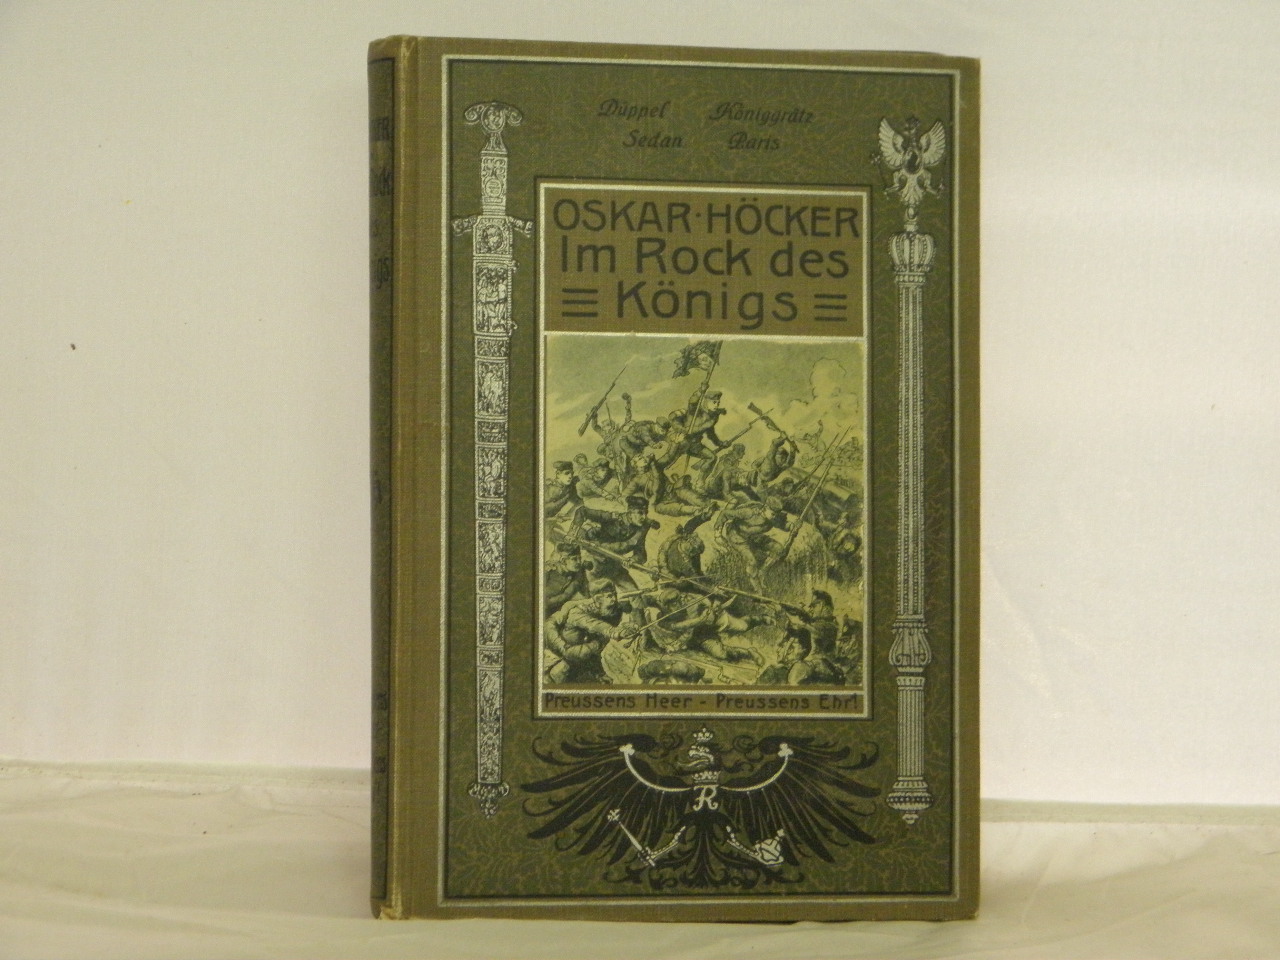 Düppel Königgrätz
Sedan Paris
OSKAR·HÖCKER
Im Rock des
Königs
Preussens Heer - Preussens Ehr!
R